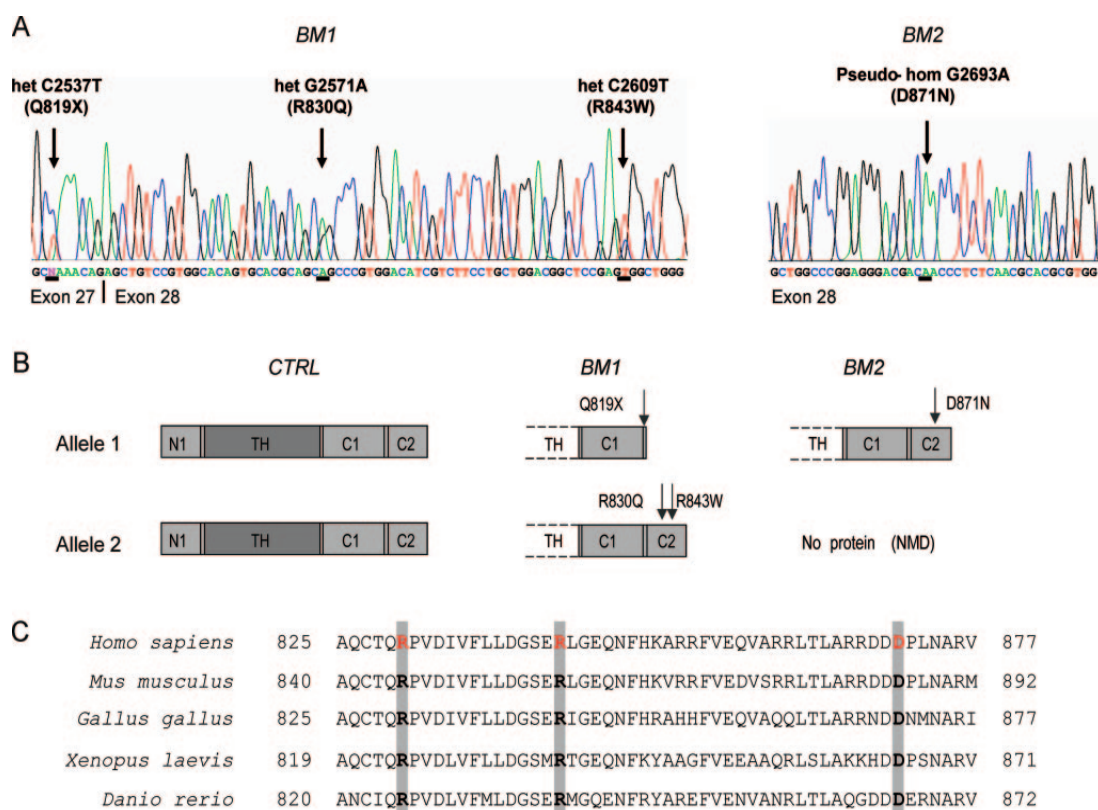 A
BM1
BM2
het C2537T
(Q819X)
het G2571A
(R830Q)
het C2609T
(R843W)
Pseudo-hom G2693A
(D871N)
GCNAAACAGAGCTGTCCGTGGCACAGTGCACGCAGCAGCCCGTGGACATCGTCTTCCTGCTGGACGGCTCCGAGTGGCTGGG
GCTGGCCCGGAGGGACGACAACCCTCTCAACGCACGCGTGG
Exon 27 | Exon 28
Exon 28
B
CTRL
BM1
BM2
Allele 1
N1 TH C1 C2
Q819X
TH C1
D871N
TH C1 C2
Allele 2
N1 TH C1 C2
R830Q R843W
TH C1 C2
No protein (NMD)
C
Homo sapiens 825 AQCTQRPVDIVFLLDGSERLGEQNFHKARRFVEQVARRLTLARRDDDPLNARV 877
Mus musculus 840 AQCTQRPVDIVFLLDGSERLGEQNFHKVRRFVEDVSRRLTLARRDDDPLNARM 892
Gallus gallus 825 AQCTQRPVDIVFLLDGSERIGEQNFHRAHHFVEQVAQQLTLARRNDDNMNARI 877
Xenopus laevis 819 AQCTQRPVDLVFLLDGSMRTGEQNFKYAAGFVEEAAQRLSLAKKHDDPSNARV 871
Danio rerio 820 ANCIQRPVDLVFMLDGSERMGQENFRYAREFVENVANRLTLAQGDDDERNARV 872